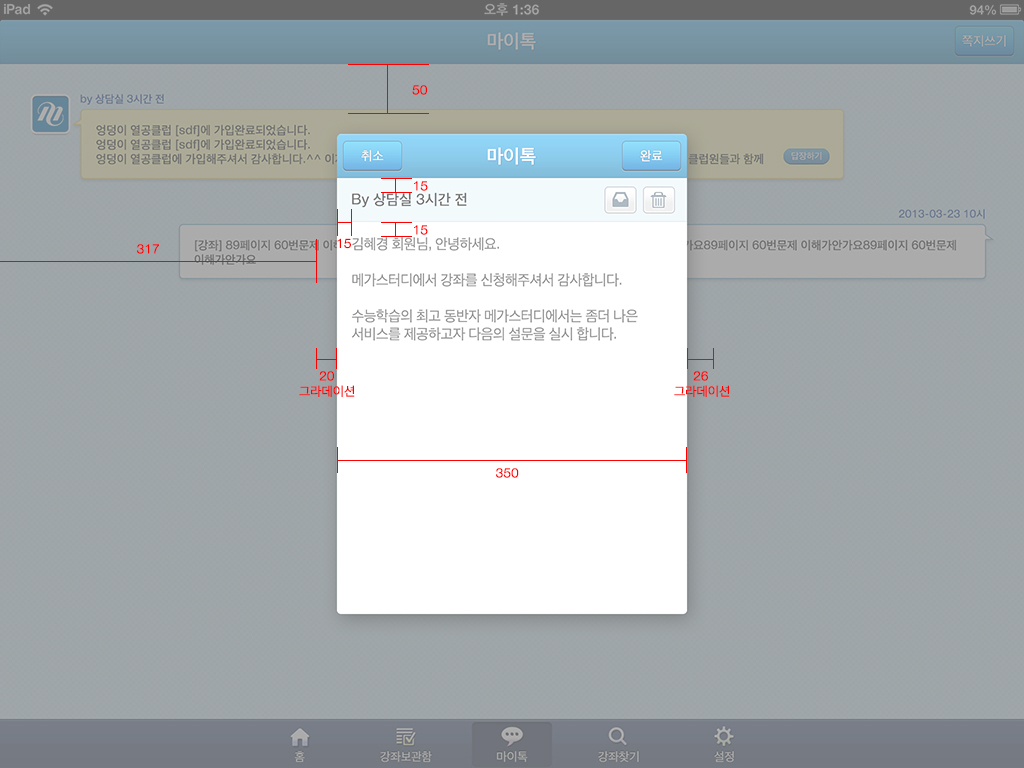 iPad
오후 1:36
94%
마이톡
쪽지쓰기
50
by 상담실 3시간 전
엉덩이 열공클럽 [sdf]에 가입완료되었습니다.
엉덩이 열공클럽 [sdf]에 가입완료되었습니다.
엉덩이 열공클럽에 가입해주셔서 감사합니다.^^
클럽원들과 함께
답장하기
취소
마이톡
완료
15
By 상담실 3시간 전
2013-03-23 10시
15
15
317
[강좌] 89페이지 60번문제 이해
가요89페이지 60번문제 이해가안가요89페이지 60번문제
이해가안가요
김혜경 회원님, 안녕하세요.
메가스터디에서 강좌를 신청해주셔서 감사합니다.
수능학습의 최고 동반자 메가스터디에서는 좀더 나은
서비스를 제공하고자 다음의 설문을 실시 합니다.
20
그라데이션
26
그라데이션
350
홈
강좌보관함
마이톡
강좌찾기
설정